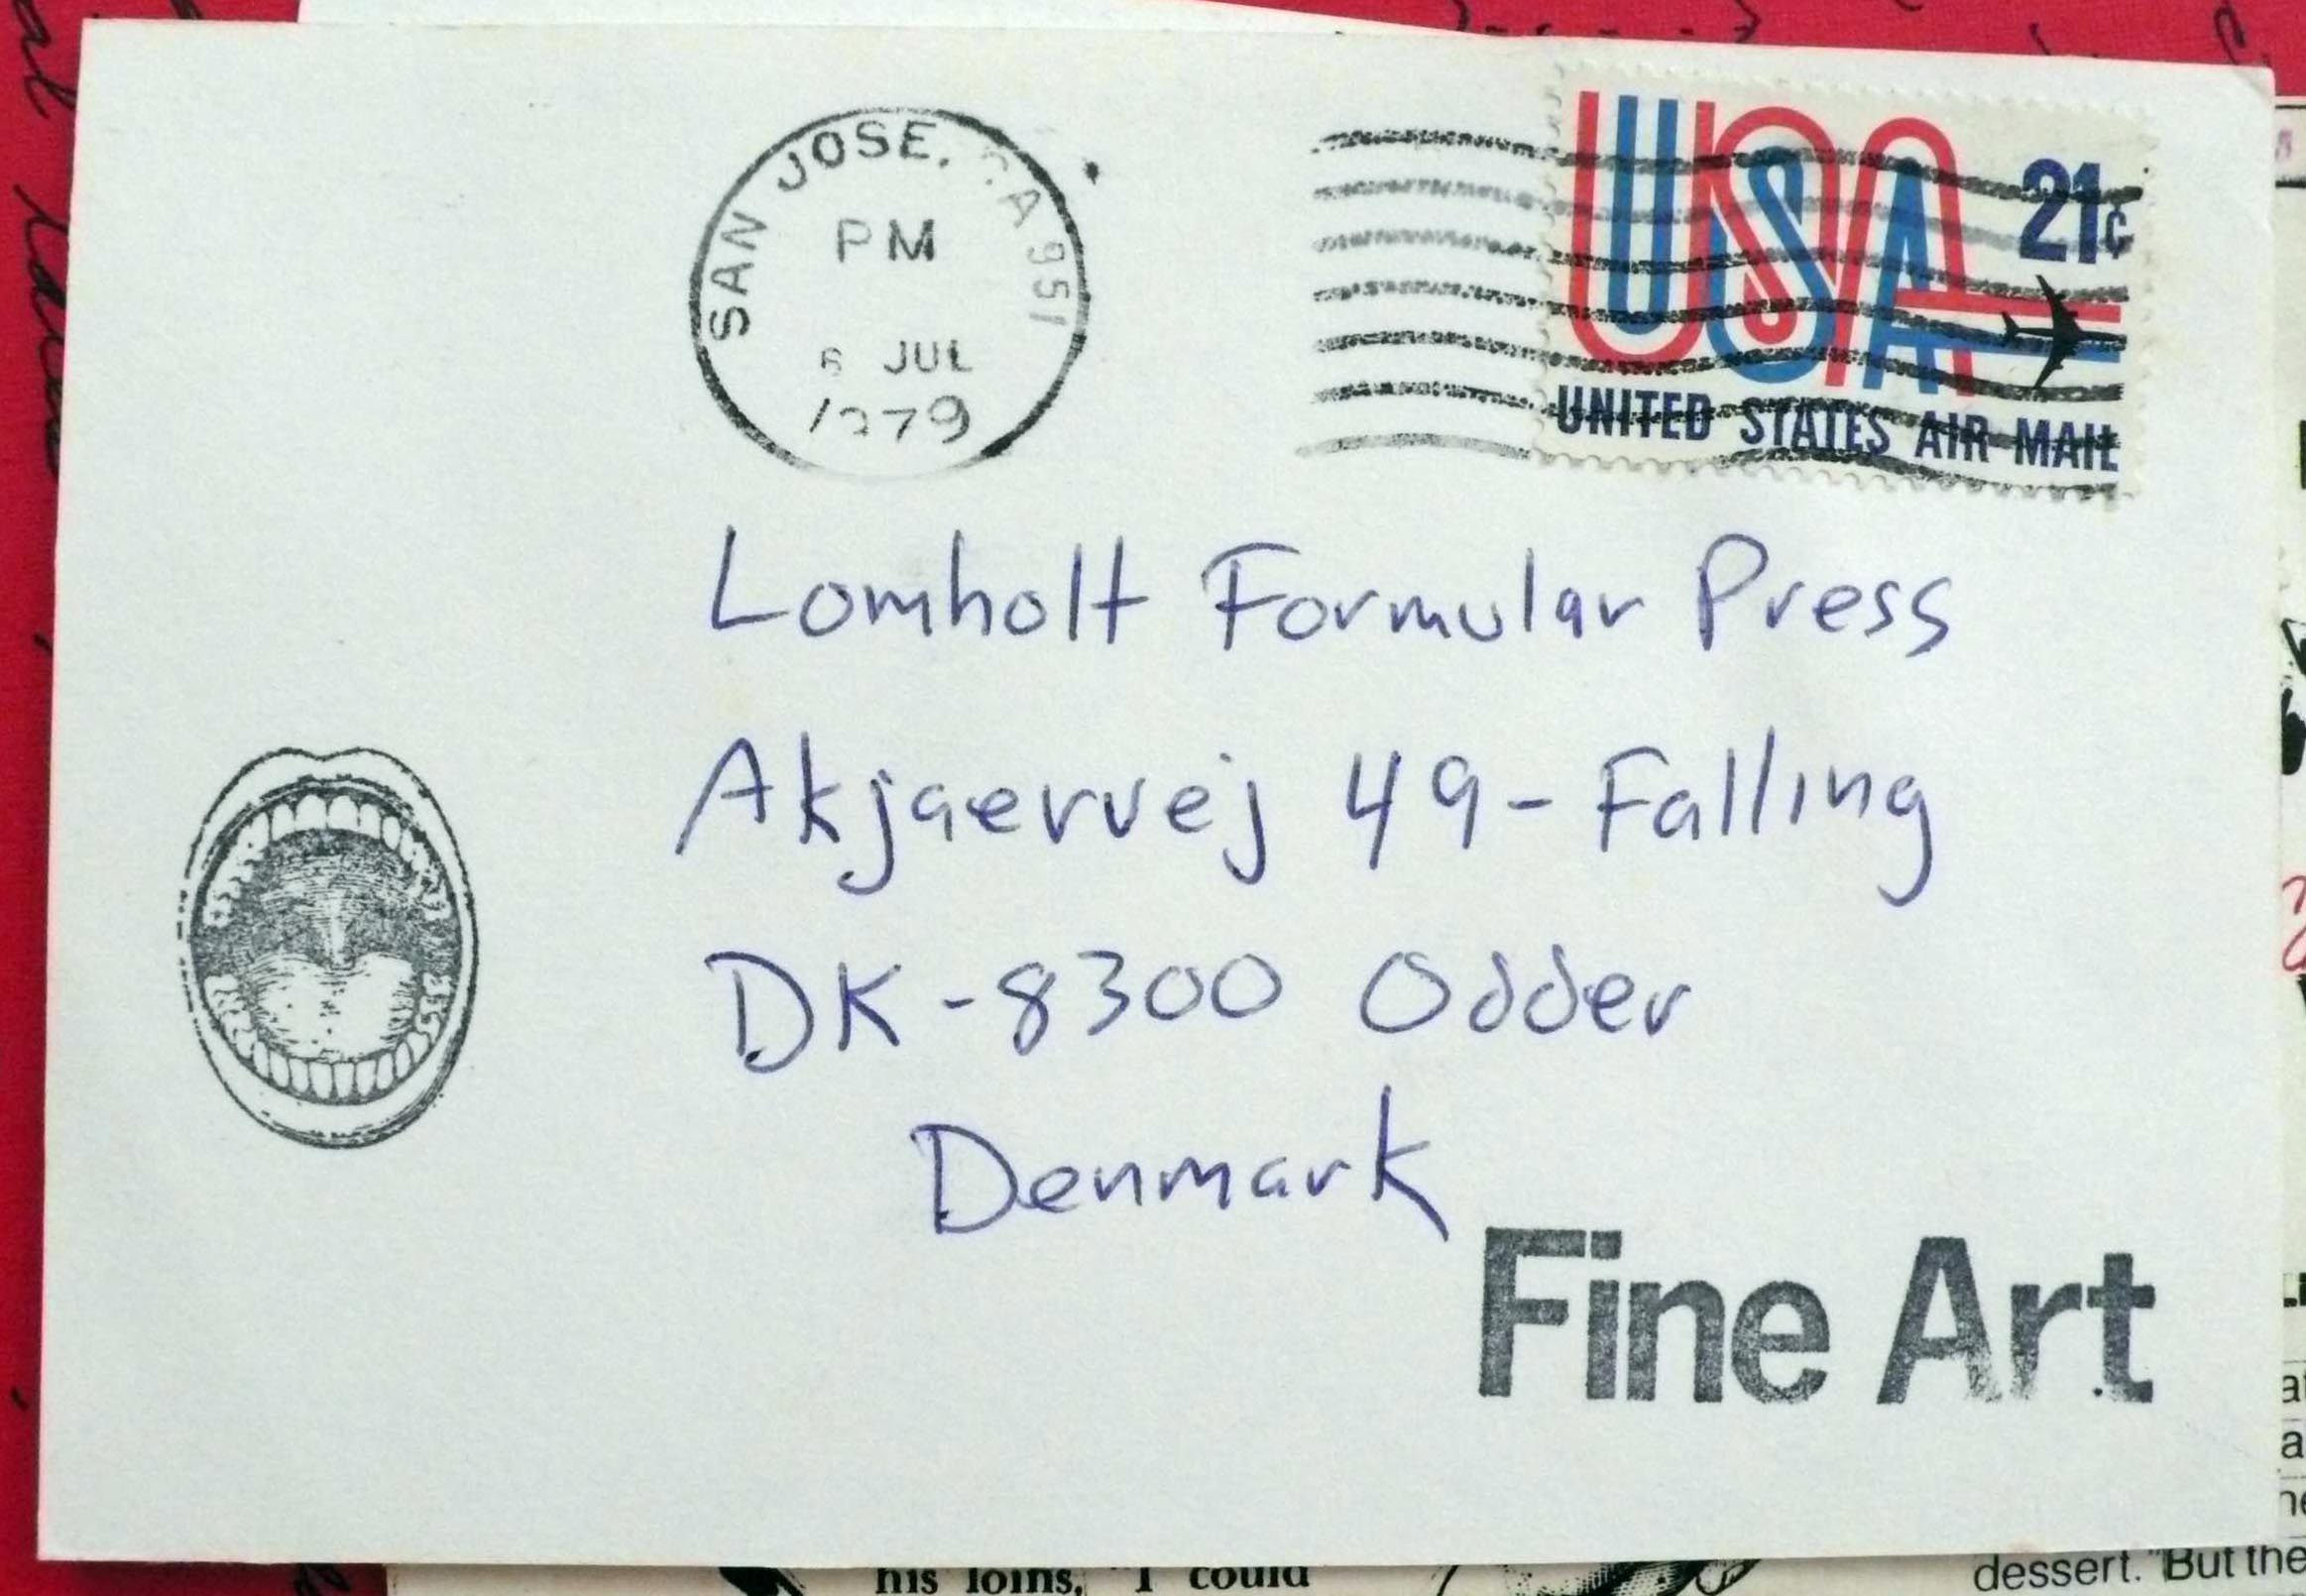 SAN JOSE, CA 951
PM
6 JUL
1979
USA 21c
UNITED STATES AIR MAIL
Lomholt Formular Press
Akjaervej 49 - Falling
DK - 8300 Odder
Denmark
Fine Art
his loins, "I could
dessert. "But the